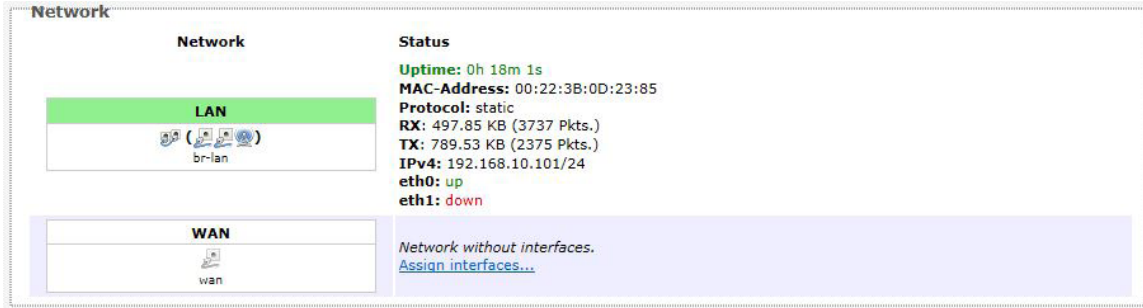 Network
Network
Status
LAN
( )
br-lan
Uptime: 0h 18m 1s
MAC-Address: 00:22:3B:0D:23:85
Protocol: static
RX: 497.85 KB (3737 Pkts.)
TX: 789.53 KB (2375 Pkts.)
IPv4: 192.168.10.101/24
eth0: up
eth1: down
WAN
wan
Network without interfaces.
Assign interfaces...